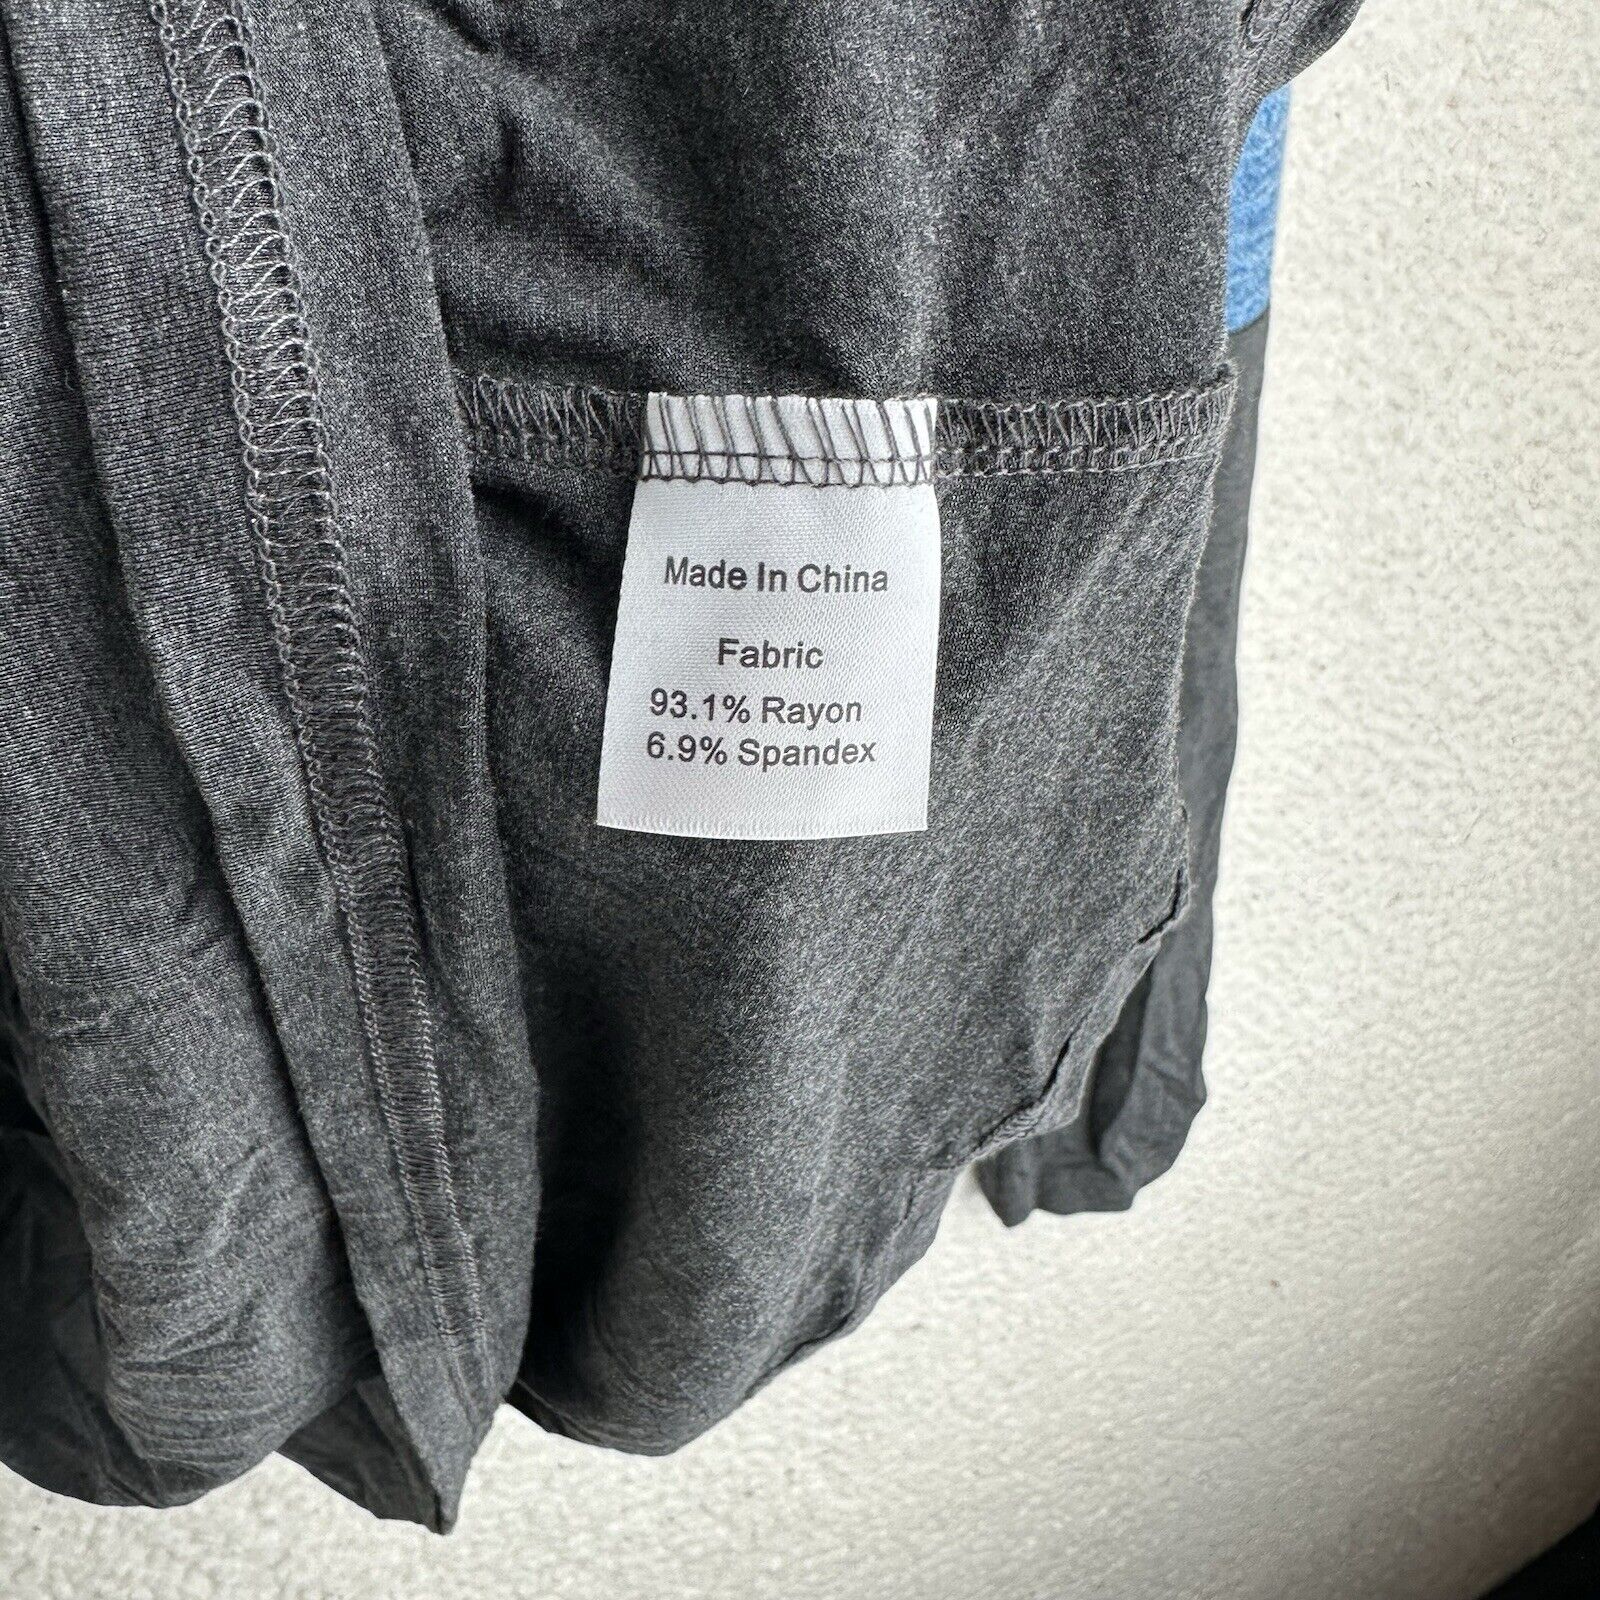 Made In China
Fabric
93.1% Rayon
6.9% Spandex